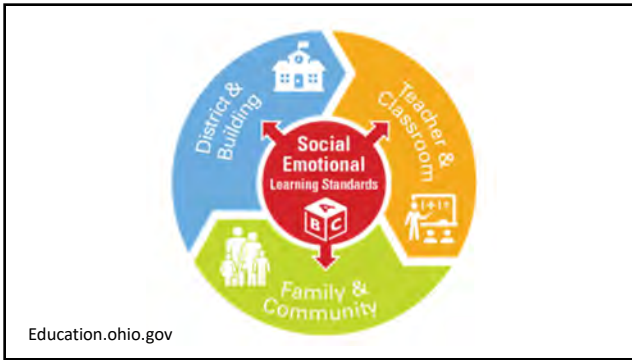 District &
Building
Teacher &
Classroom
Social
Emotional
Learning Standards
A
B C
Family &
Community
Education.ohio.gov